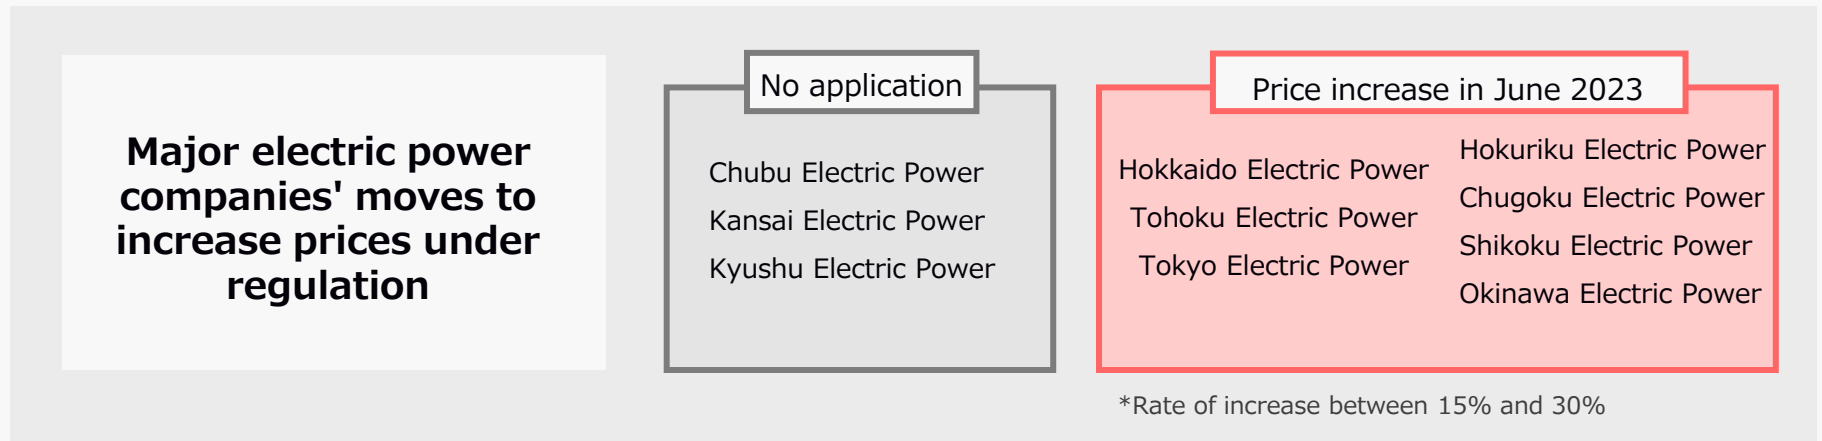 Major electric power
companies' moves to
increase prices under
regulation
No application
Chubu Electric Power
Kansai Electric Power
Kyushu Electric Power
Price increase in June 2023
Hokkaido Electric Power
Tohoku Electric Power
Tokyo Electric Power
Hokuriku Electric Power
Chugoku Electric Power
Shikoku Electric Power
Okinawa Electric Power
*Rate of increase between 15% and 30%